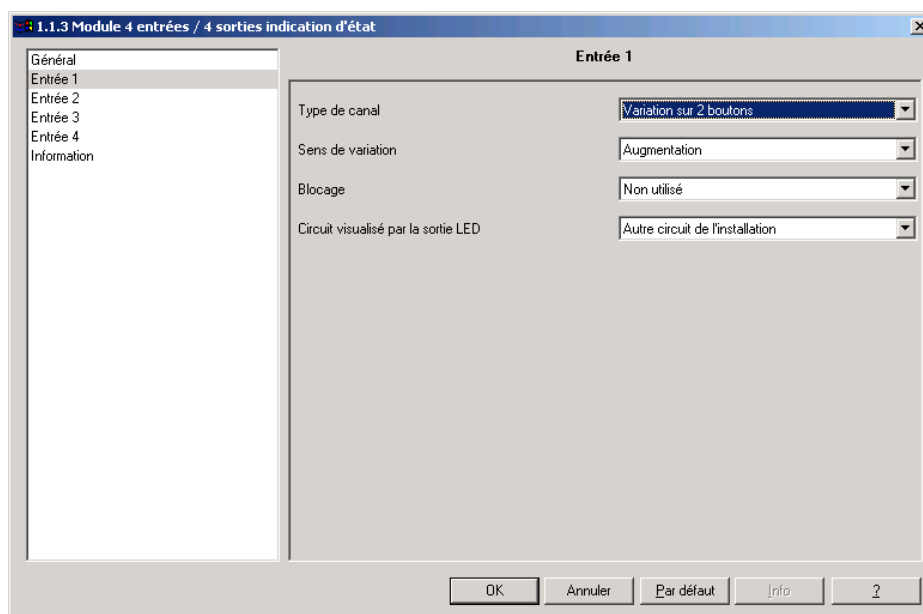 1.1.3 Module 4 entrées / 4 sorties indication d'état
Général
Entrée 1
Entrée 2
Entrée 3
Entrée 4
Information
Entrée 1
Type de canal
Variation sur 2 boutons
Sens de variation
Augmentation
Blocage
Non utilisé
Circuit visualisé par la sortie LED
Autre circuit de l'installation
OK
Annuler
Par défaut
Info
?